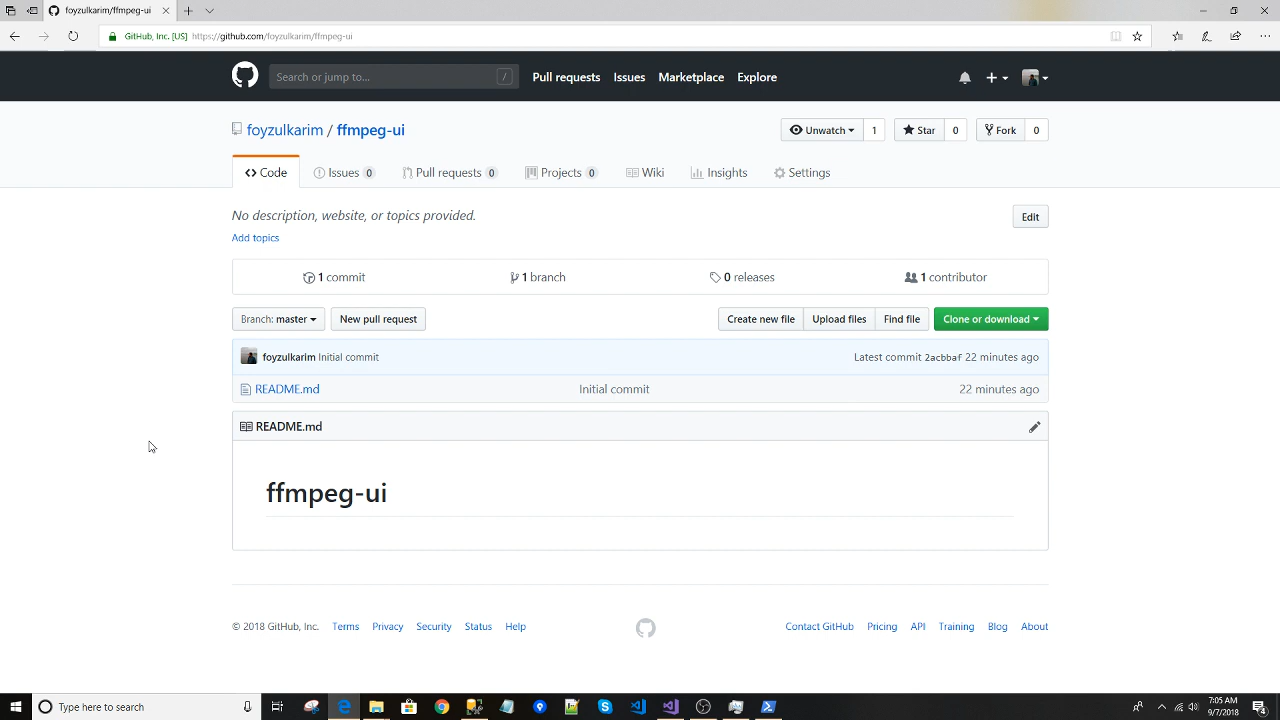 foyzulkarim/ffmpeg-ui
GitHub, Inc. [US] https://github.com/foyzulkarim/ffmpeg-ui
Search or jump to... / Pull requests Issues Marketplace Explore
foyzulkarim / ffmpeg-ui Unwatch 1 Star 0 Fork 0
Code Issues 0 Pull requests 0 Projects 0 Wiki Insights Settings
No description, website, or topics provided. Edit
Add topics
1 commit 1 branch 0 releases 1 contributor
Branch: master New pull request Create new file Upload files Find file Clone or download
foyzulkarim Initial commit Latest commit 2acbbaf 22 minutes ago
README.md Initial commit 22 minutes ago
README.md
ffmpeg-ui
© 2018 GitHub, Inc. Terms Privacy Security Status Help Contact GitHub Pricing API Training Blog About
Type here to search 7:05 AM
9/7/2018